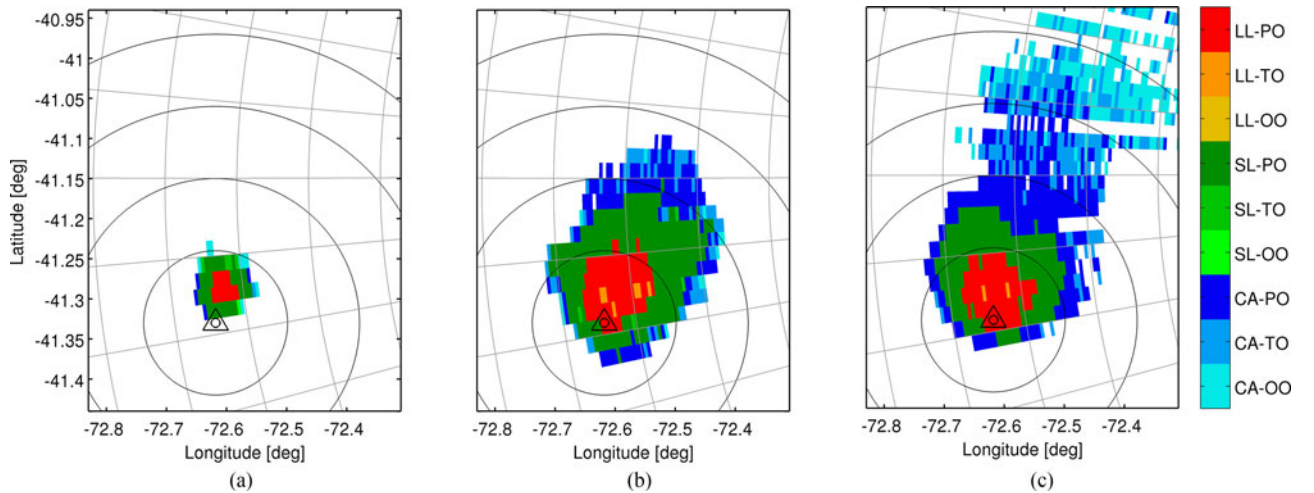 -40.95
-41
-41.05
-41.1
-41.15
-41.2
-41.25
-41.3
-41.35
-41.4
Latitude [deg]
-72.8 -72.7 -72.6 -72.5 -72.4
Longitude [deg]
(a)
-72.8 -72.7 -72.6 -72.5 -72.4
Longitude [deg]
(b)
-72.8 -72.7 -72.6 -72.5 -72.4
Longitude [deg]
(c)
LL-PO
LL-TO
LL-OO
SL-PO
SL-TO
SL-OO
CA-PO
CA-TO
CA-OO